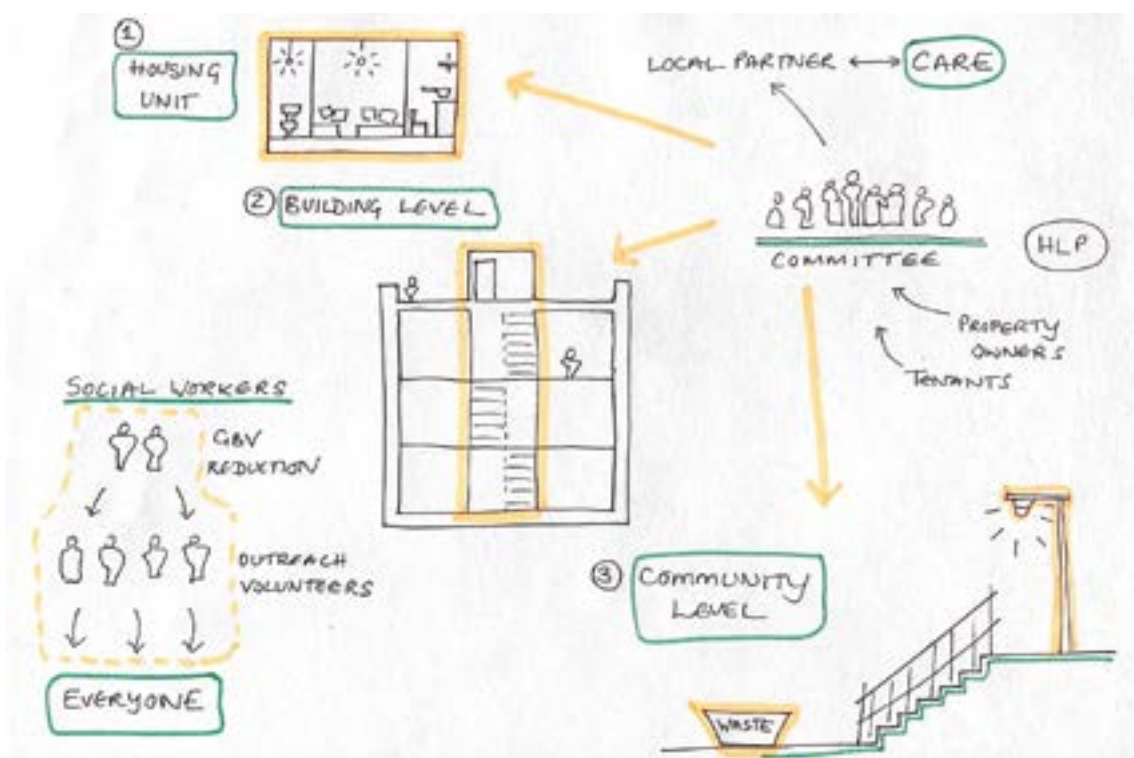 1
HOUSING
UNIT
LOCAL PARTNER ↔ CARE
2 BUILDING LEVEL
COMMITTEE
HLP
PROPERTY
OWNERS
TENANTS
SOCIAL WORKERS
GBV
REDUCTION
OUTREACH
VOLUNTEERS
EVERYONE
3 COMMUNITY
LEVEL
WASTE